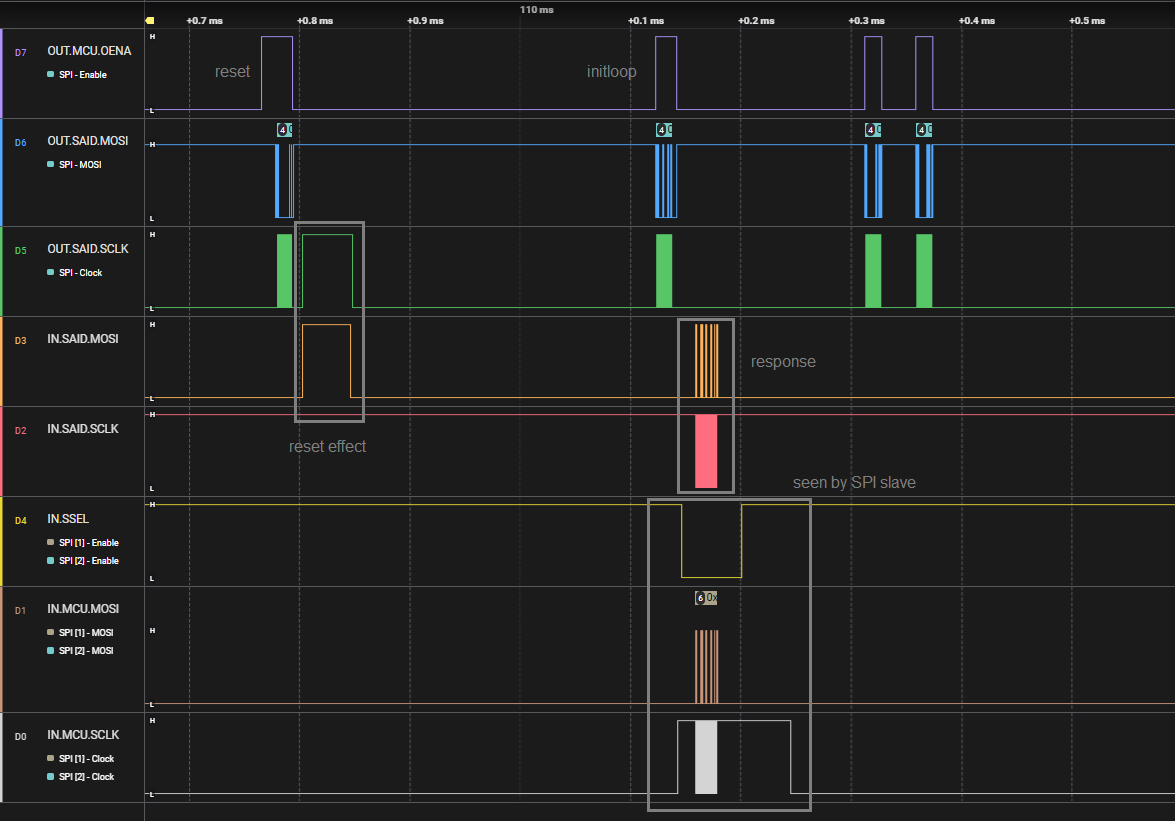 110 ms
+0.7 ms +0.8 ms +0.9 ms +0.1 ms +0.2 ms +0.3 ms +0.4 ms +0.5 ms
H
D7 OUT.MCU.OENA
SPI - Enable
reset
initloop
L
4 4 4 4
D6 OUT.SAID.MOSI
H
SPI - MOSI
L
H
D5 OUT.SAID.SCLK
SPI - Clock
L
H
D3 IN.SAID.MOSI
response
L
H
D2 IN.SAID.SCLK
reset effect
seen by SPI slave
L
H
D4 IN.SSEL
SPI [1] - Enable
SPI [2] - Enable
L
6 0x
D1 IN.MCU.MOSI
H
SPI [1] - MOSI
SPI [2] - MOSI
L
H
D0 IN.MCU.SCLK
SPI [1] - Clock
SPI [2] - Clock
L